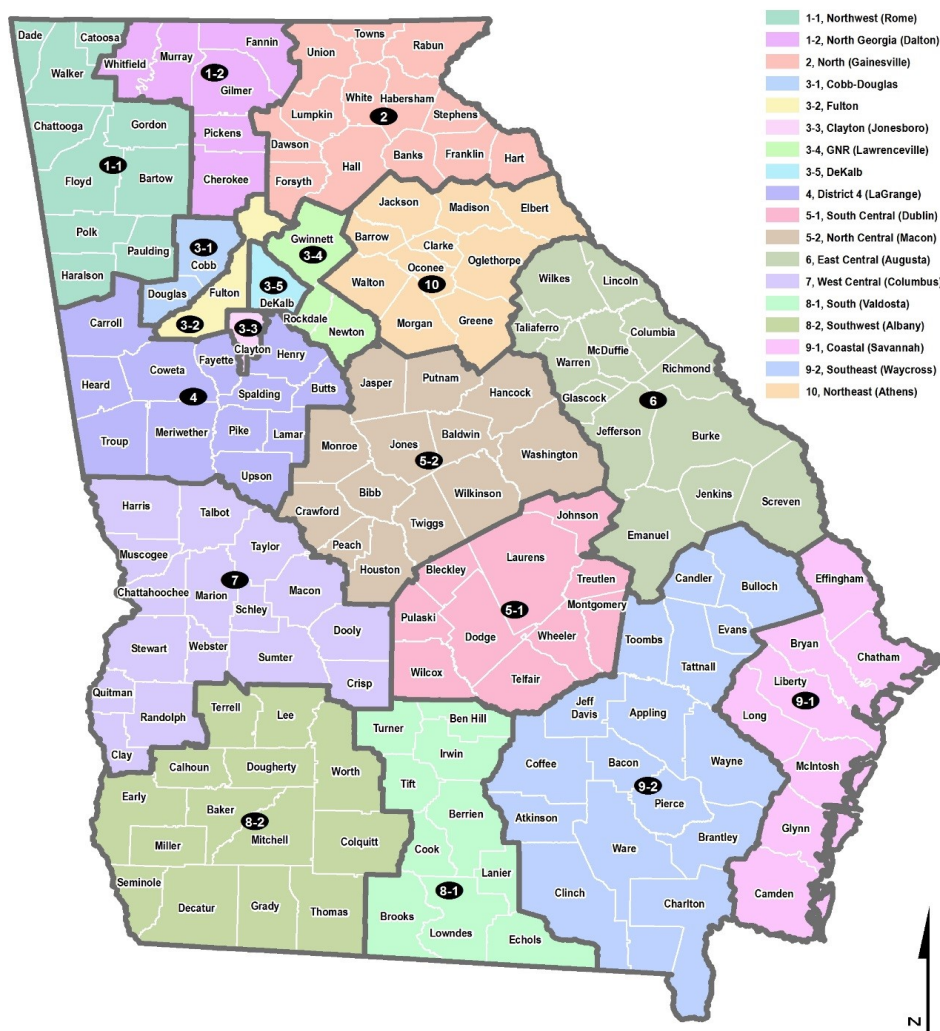 1-1, Northwest (Rome)
1-2, North Georgia (Dalton)
2, North (Gainesville)
3-1, Cobb-Douglas
3-2, Fulton
3-3, Clayton (Jonesboro)
3-4, GNR (Lawrenceville)
3-5, DeKalb
4, District 4 (LaGrange)
5-1, South Central (Dublin)
5-2, North Central (Macon)
6, East Central (Augusta)
7, West Central (Columbus)
8-1, South (Valdosta)
8-2, Southwest (Albany)
9-1, Coastal (Savannah)
9-2, Southeast (Waycross)
10, Northeast (Athens)
Dade
Catoosa
Walker
Chattooga
Gordon
1-1
Floyd
Bartow
Polk
Paulding
Haralson
Whitfield
Murray
Fannin
1-2
Gilmer
Pickens
Cherokee
Towns
Union
Rabun
White
Habersham
Lumpkin
2
Stephens
Dawson
Hall
Banks
Franklin
Hart
Forsyth
3-1
Cobb
Douglas
Fulton
3-2
3-3
Clayton
Gwinnett
3-4
Rockdale
Newton
3-5
DeKalb
Jackson
Madison
Elbert
Barrow
Clarke
Oconee
Oglethorpe
Walton
10
Morgan
Greene
Carroll
Fayette
Henry
Heard
Coweta
Spalding
Butts
4
Troup
Meriwether
Pike
Lamar
Upson
Jasper
Putnam
Hancock
Monroe
Jones
Baldwin
5-2
Washington
Bibb
Wilkinson
Crawford
Twiggs
Peach
Houston
Wilkes
Lincoln
Taliaferro
Columbia
McDuffie
Warren
Richmond
Glascock
6
Jefferson
Burke
Jenkins
Screven
Emanuel
Johnson
Laurens
Bleckley
Treutlen
5-1
Montgomery
Pulaski
Dodge
Wheeler
Wilcox
Telfair
Harris
Talbot
Muscogee
Taylor
Chattahoochee
7
Marion
Macon
Schley
Stewart
Webster
Dooly
Sumter
Crisp
Quitman
Randolph
Clay
Terrell
Lee
Calhoun
Dougherty
Worth
Early
Baker
8-2
Mitchell
Miller
Colquitt
Seminole
Decatur
Grady
Thomas
Turner
Ben Hill
Irwin
Tift
Berrien
Cook
Lanier
8-1
Brooks
Lowndes
Echols
Candler
Bulloch
Toombs
Evans
Tattnall
Jeff
Davis
Appling
Coffee
Bacon
Wayne
9-2
Pierce
Atkinson
Ware
Brantley
Clinch
Charlton
Effingham
Bryan
Chatham
Liberty
9-1
Long
McIntosh
Glynn
Camden
N